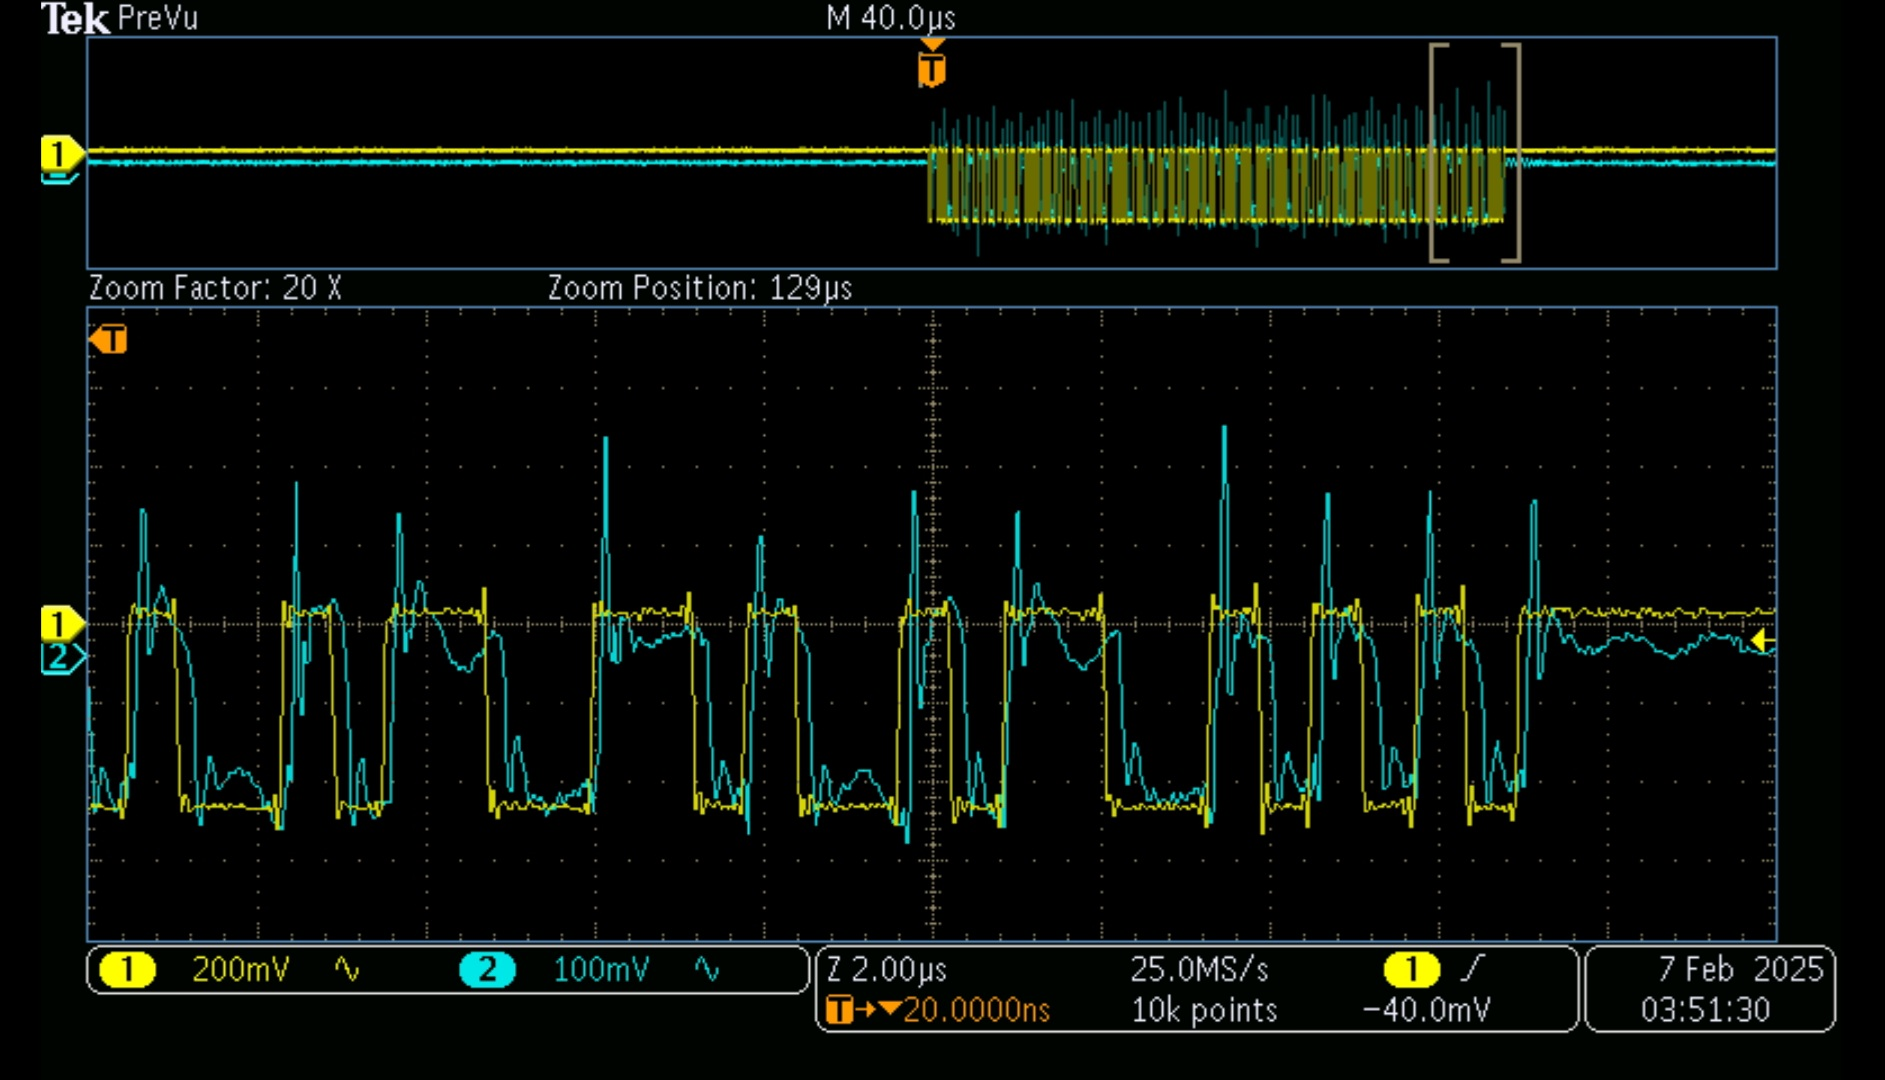 Tek PreVu M 40.0µs
T
1
Zoom Factor: 20 X Zoom Position: 129µs
T
1
2
1 200mV 2 100mV Z 2.00µs 25.0MS/s 1 7 Feb 2025
T→▼20.0000ns 10k points −40.0mV 03:51:30